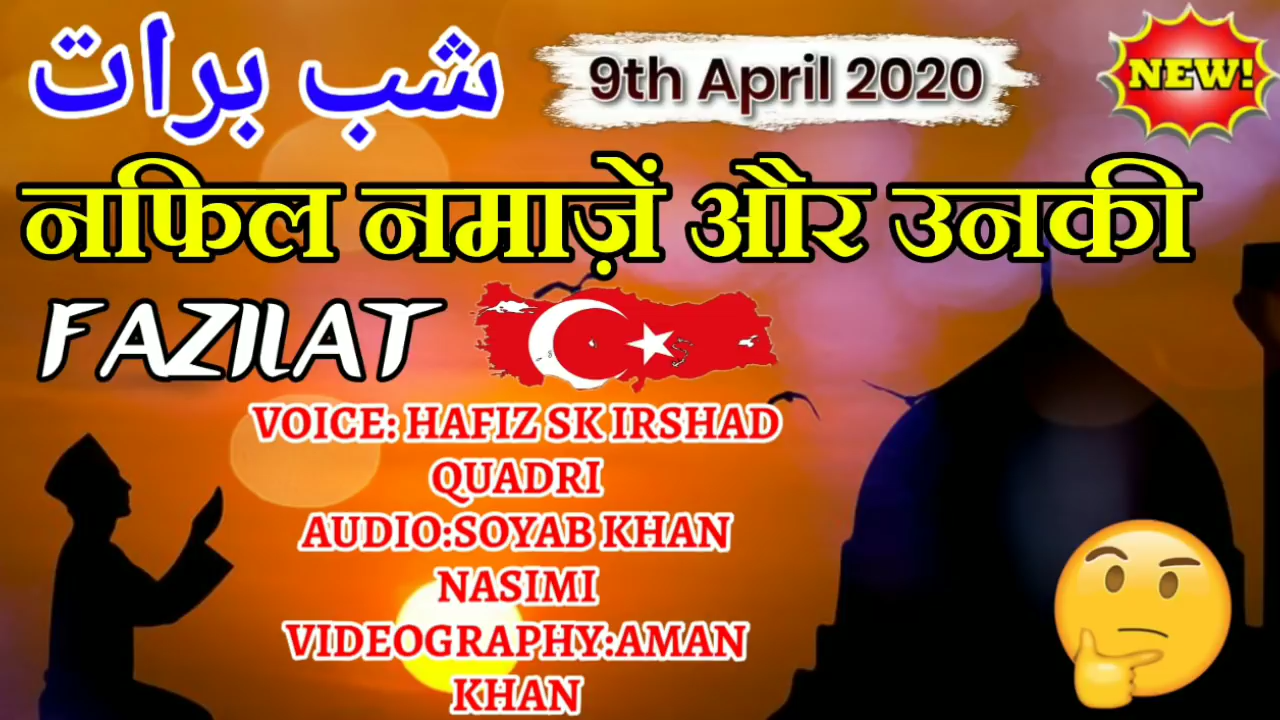 شب برات
9th April 2020
NEW!
नफिल नमाज़ें और उनकी
FAZILAT
VOICE: HAFIZ SK IRSHAD
QUADRI
AUDIO:SOYAB KHAN
NASIMI
VIDEOGRAPHY:AMAN
KHAN